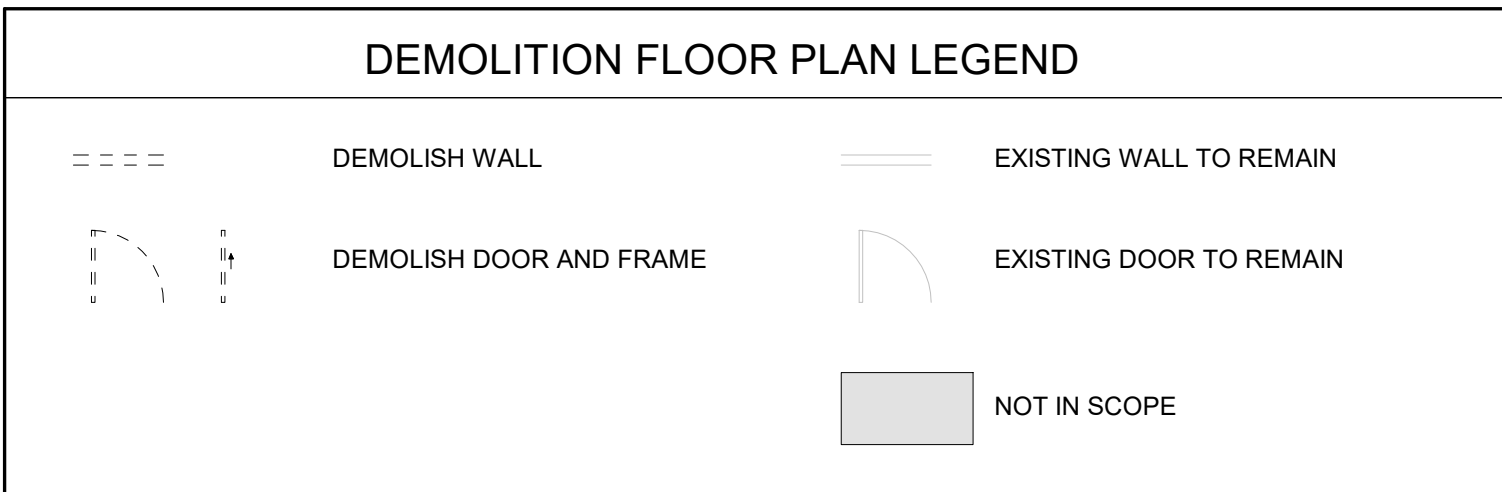 DEMOLITION FLOOR PLAN LEGEND
DEMOLISH WALL
EXISTING WALL TO REMAIN
DEMOLISH DOOR AND FRAME
EXISTING DOOR TO REMAIN
NOT IN SCOPE